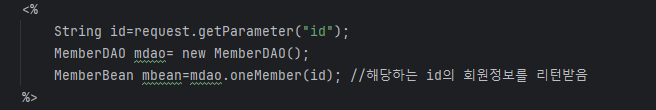 <%
String id=request.getParameter("id");
MemberDAO mdao= new MemberDAO();
MemberBean mbean=mdao.oneMember(id); //해당하는 id의 회원정보를 리턴받음
%>